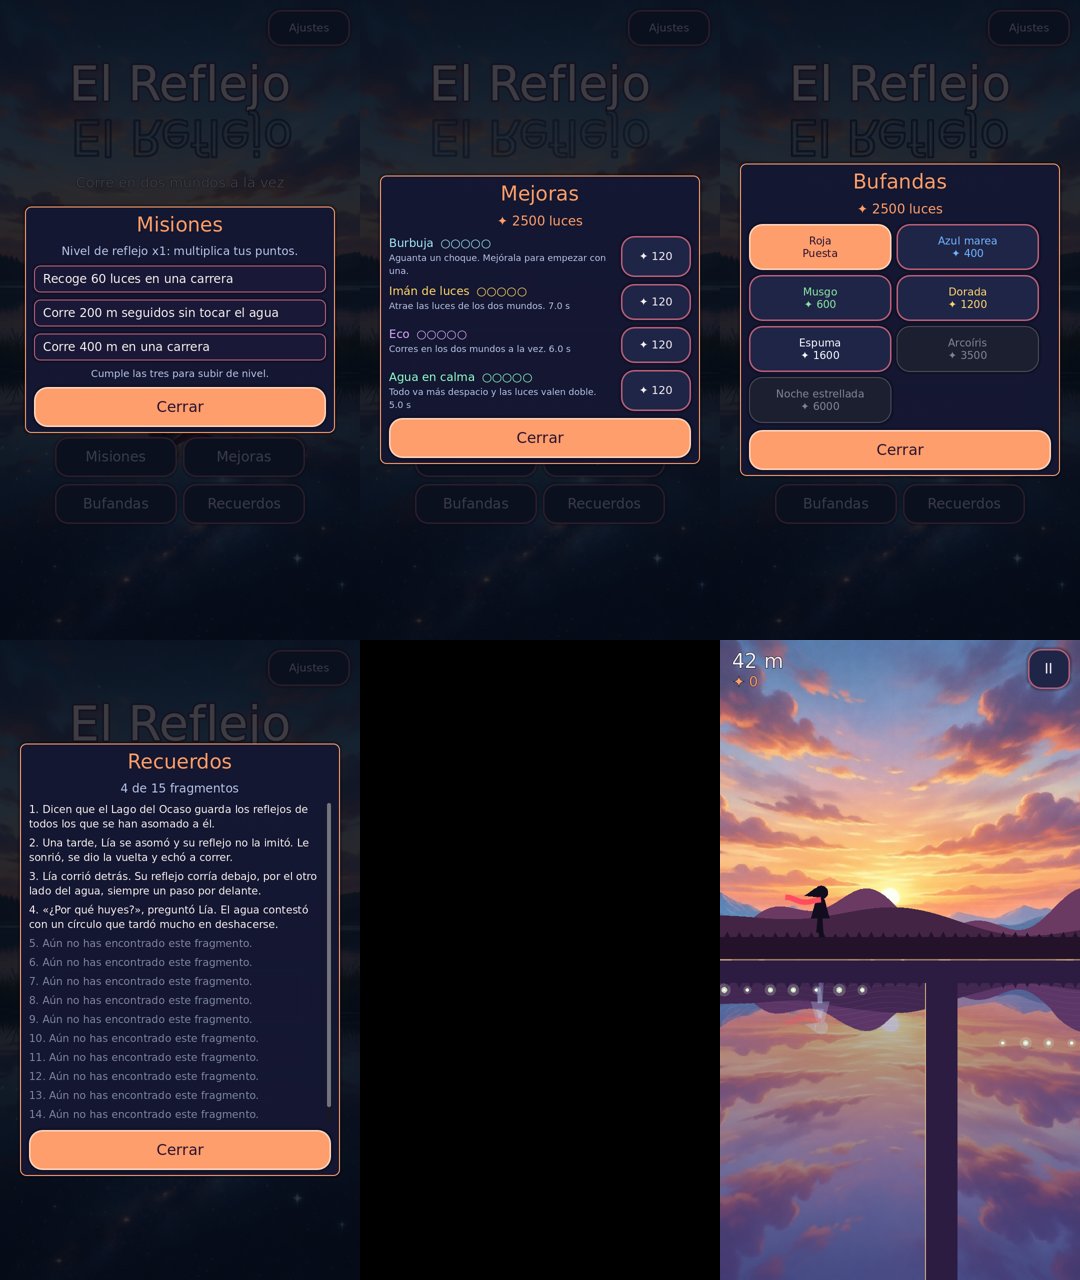 Ajustes
El Reflejo
El Reflejo
Corre en dos mundos a la vez
Misiones
Nivel de reflejo x1: multiplica tus puntos.
Recoge 60 luces en una carrera
Corre 200 m seguidos sin tocar el agua
Corre 400 m en una carrera
Cumple las tres para subir de nivel.
Cerrar
Misiones
Mejoras
Bufandas
Recuerdos
Ajustes
El Reflejo
El Reflejo
Mejoras
✦ 2500 luces
Burbuja ○○○○○
Aguanta un choque. Mejórala para empezar con
una.
✦ 120
Imán de luces ○○○○○
Atrae las luces de los dos mundos. 7.0 s
✦ 120
Eco ○○○○○
Corres en los dos mundos a la vez. 6.0 s
✦ 120
Agua en calma ○○○○○
Todo va más despacio y las luces valen doble.
5.0 s
✦ 120
Cerrar
Bufandas
Recuerdos
Ajustes
El Reflejo
El Reflejo
Bufandas
✦ 2500 luces
Roja
Puesta
Azul marea
✦ 400
Musgo
✦ 600
Dorada
✦ 1200
Espuma
✦ 1600
Arcoíris
✦ 3500
Noche estrellada
✦ 6000
Cerrar
Bufandas
Recuerdos
Ajustes
El Reflejo
Recuerdos
4 de 15 fragmentos
1. Dicen que el Lago del Ocaso guarda los reflejos de
todos los que se han asomado a él.
2. Una tarde, Lía se asomó y su reflejo no la imitó. Le
sonrió, se dio la vuelta y echó a correr.
3. Lía corrió detrás. Su reflejo corría debajo, por el otro
lado del agua, siempre un paso por delante.
4. «¿Por qué huyes?», preguntó Lía. El agua contestó
con un círculo que tardó mucho en deshacerse.
5. Aún no has encontrado este fragmento.
6. Aún no has encontrado este fragmento.
7. Aún no has encontrado este fragmento.
8. Aún no has encontrado este fragmento.
9. Aún no has encontrado este fragmento.
10. Aún no has encontrado este fragmento.
11. Aún no has encontrado este fragmento.
12. Aún no has encontrado este fragmento.
13. Aún no has encontrado este fragmento.
14. Aún no has encontrado este fragmento.
Cerrar
42 m
✦ 0
II